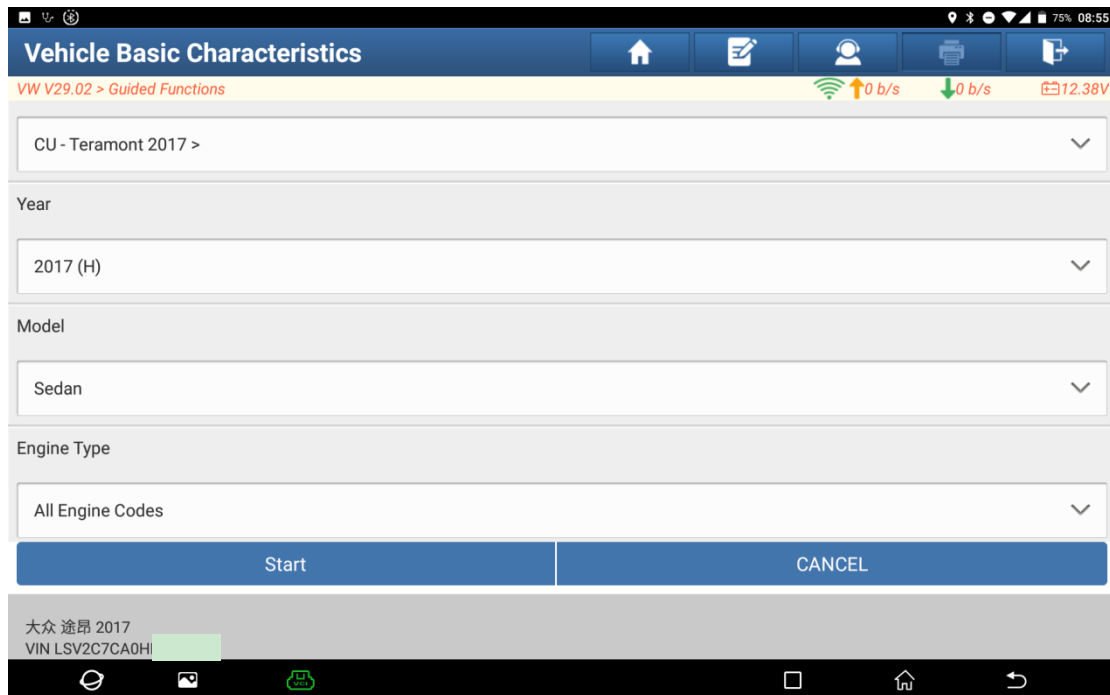 75% 08:55
Vehicle Basic Characteristics
VW V29.02 > Guided Functions
0 b/s
0 b/s
12.38V
CU - Teramont 2017 >
Year
2017 (H)
Model
Sedan
Engine Type
All Engine Codes
Start
CANCEL
大众 途昂 2017
VIN LSV2C7CA0H
VCI